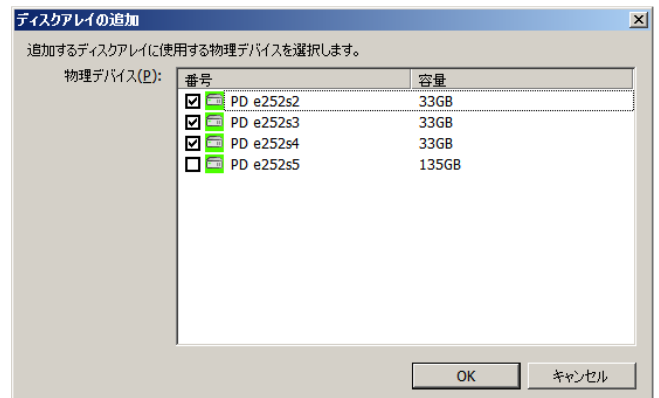 ディスクアレイの追加
追加するディスクアレイに使用する物理デバイスを選択します。
物理デバイス(P): 番号 容量
PD e252s2 33GB
PD e252s3 33GB
PD e252s4 33GB
PD e252s5 135GB
OK キャンセル